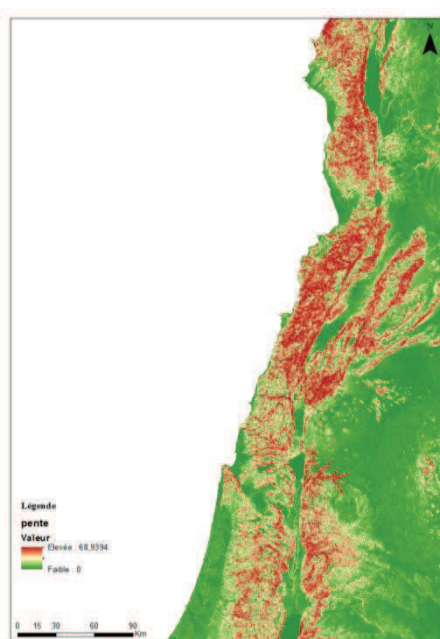 N
Légende
pente
Valeur
Elevée : 68,9394
Faible : 0
0 15 30 60 90
Km